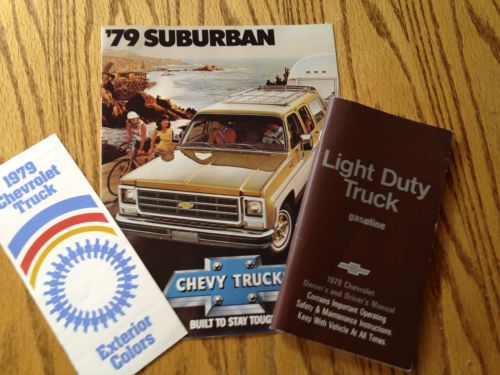 '79 SUBURBAN
CHEVY TRUCKS
BUILT TO STAY TOUGH
1979
Chevrolet
Truck
Exterior
Colors
Light Duty
Truck
gasoline
1979 Chevrolet
Owner's and Driver's Manual
Contains Important Operating
Safety & Maintenance Instructions
Keep With Vehicle At All Times